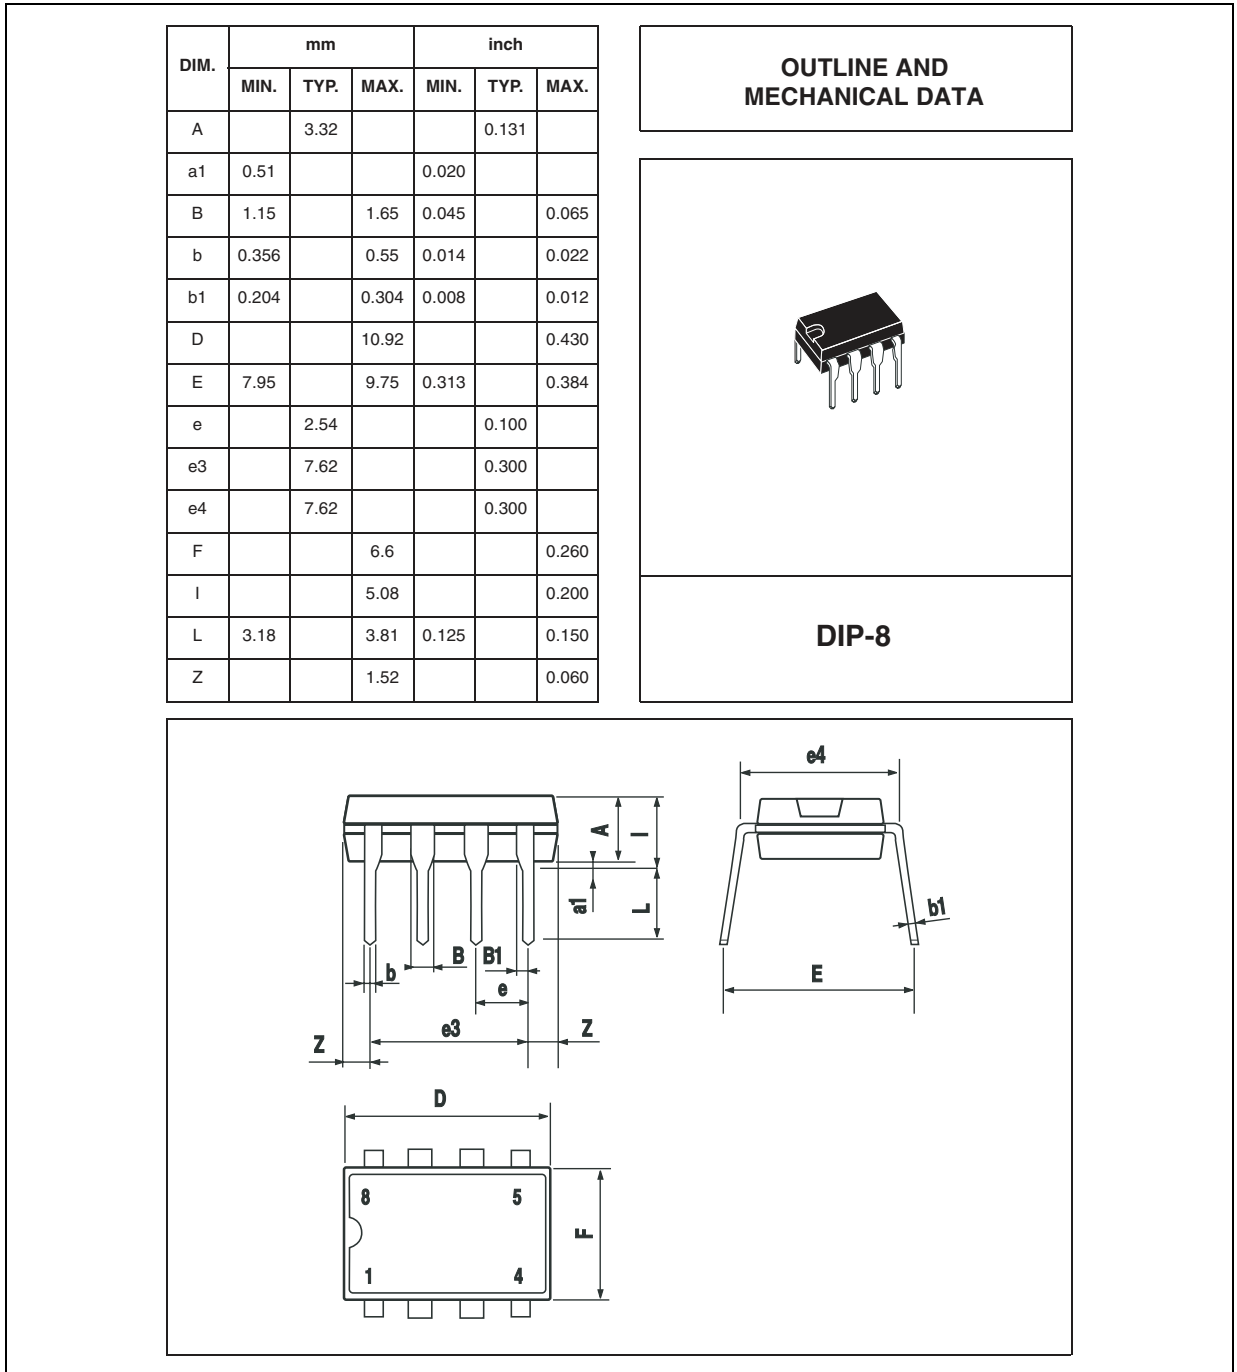 DIM. mm inch
MIN. TYP. MAX. MIN. TYP. MAX.
A 3.32 0.131
a1 0.51 0.020
B 1.15 1.65 0.045 0.065
b 0.356 0.55 0.014 0.022
b1 0.204 0.304 0.008 0.012
D 10.92 0.430
E 7.95 9.75 0.313 0.384
e 2.54 0.100
e3 7.62 0.300
e4 7.62 0.300
F 6.6 0.260
I 5.08 0.200
L 3.18 3.81 0.125 0.150
Z 1.52 0.060
OUTLINE AND
MECHANICAL DATA
DIP-8
e4
A I
a1 L
b1
b B B1
e
E
Z e3 Z
D
8 5
F
1 4